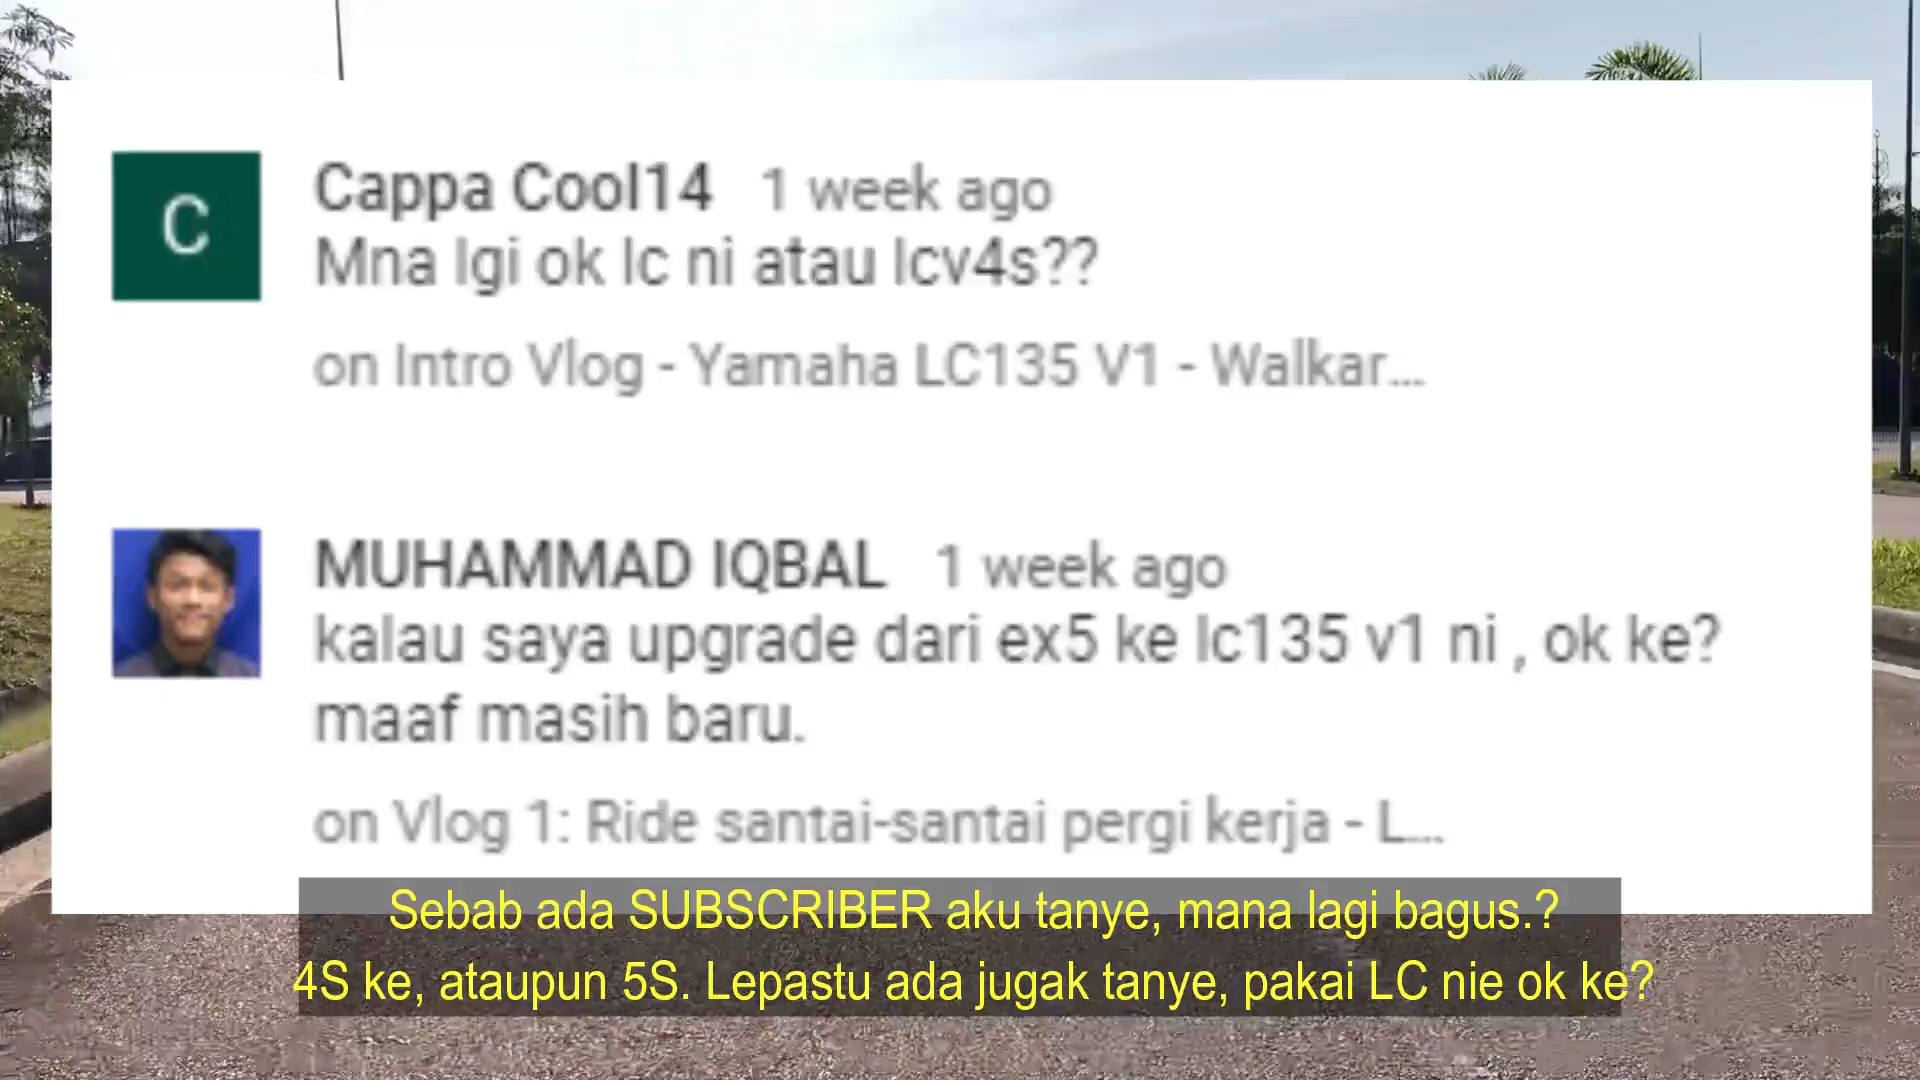 C
Cappa Cool14 1 week ago
Mna lgi ok lc ni atau lcv4s??
on Intro Vlog - Yamaha LC135 V1 - Walkar...
MUHAMMAD IQBAL 1 week ago
kalau saya upgrade dari ex5 ke lc135 v1 ni , ok ke?
maaf masih baru.
on Vlog 1: Ride santai-santai pergi kerja - L...
Sebab ada SUBSCRIBER aku tanye, mana lagi bagus.?
4S ke, ataupun 5S. Lepastu ada jugak tanye, pakai LC nie ok ke?